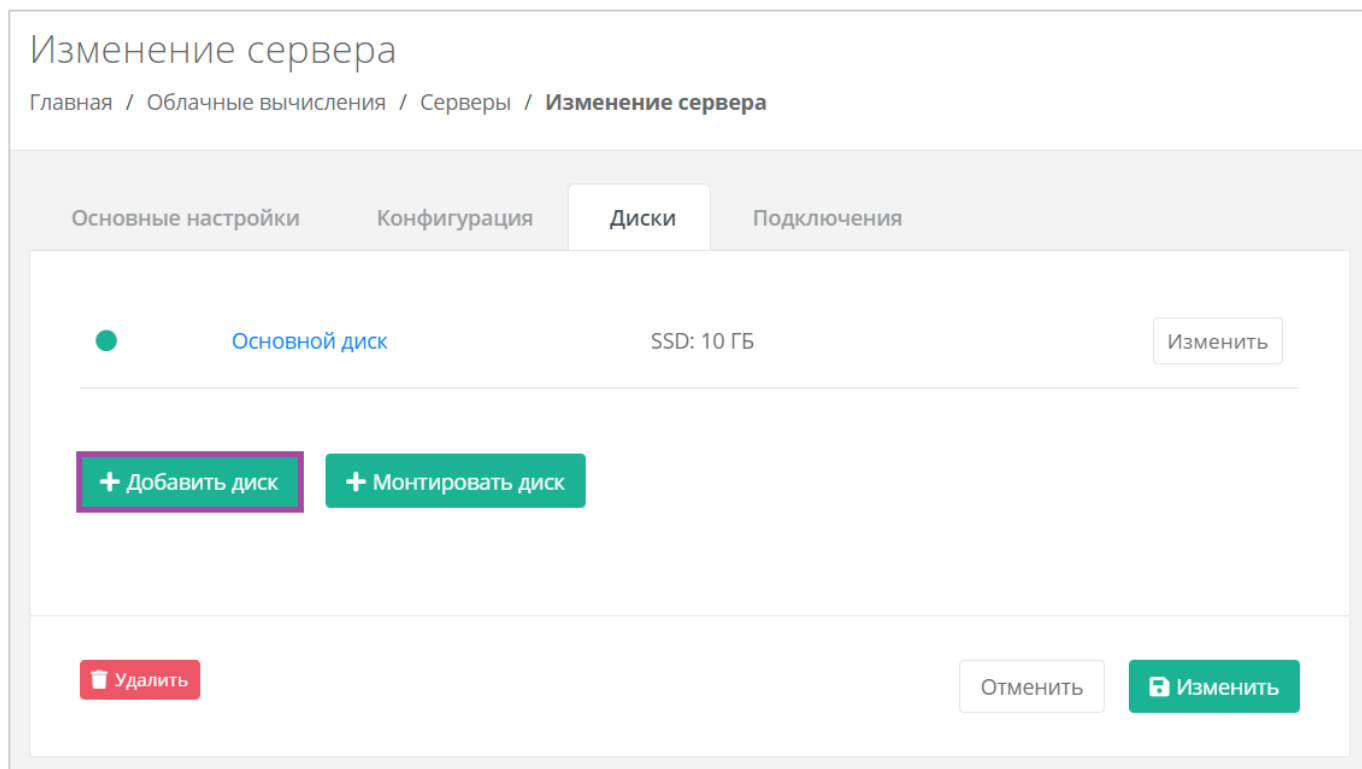 Изменение сервера
Главная / Облачные вычисления / Серверы / Изменение сервера
Основные настройки Конфигурация Диски Подключения
Основной диск SSD: 10 ГБ Изменить
+ Добавить диск + Монтировать диск
Удалить Отменить Изменить